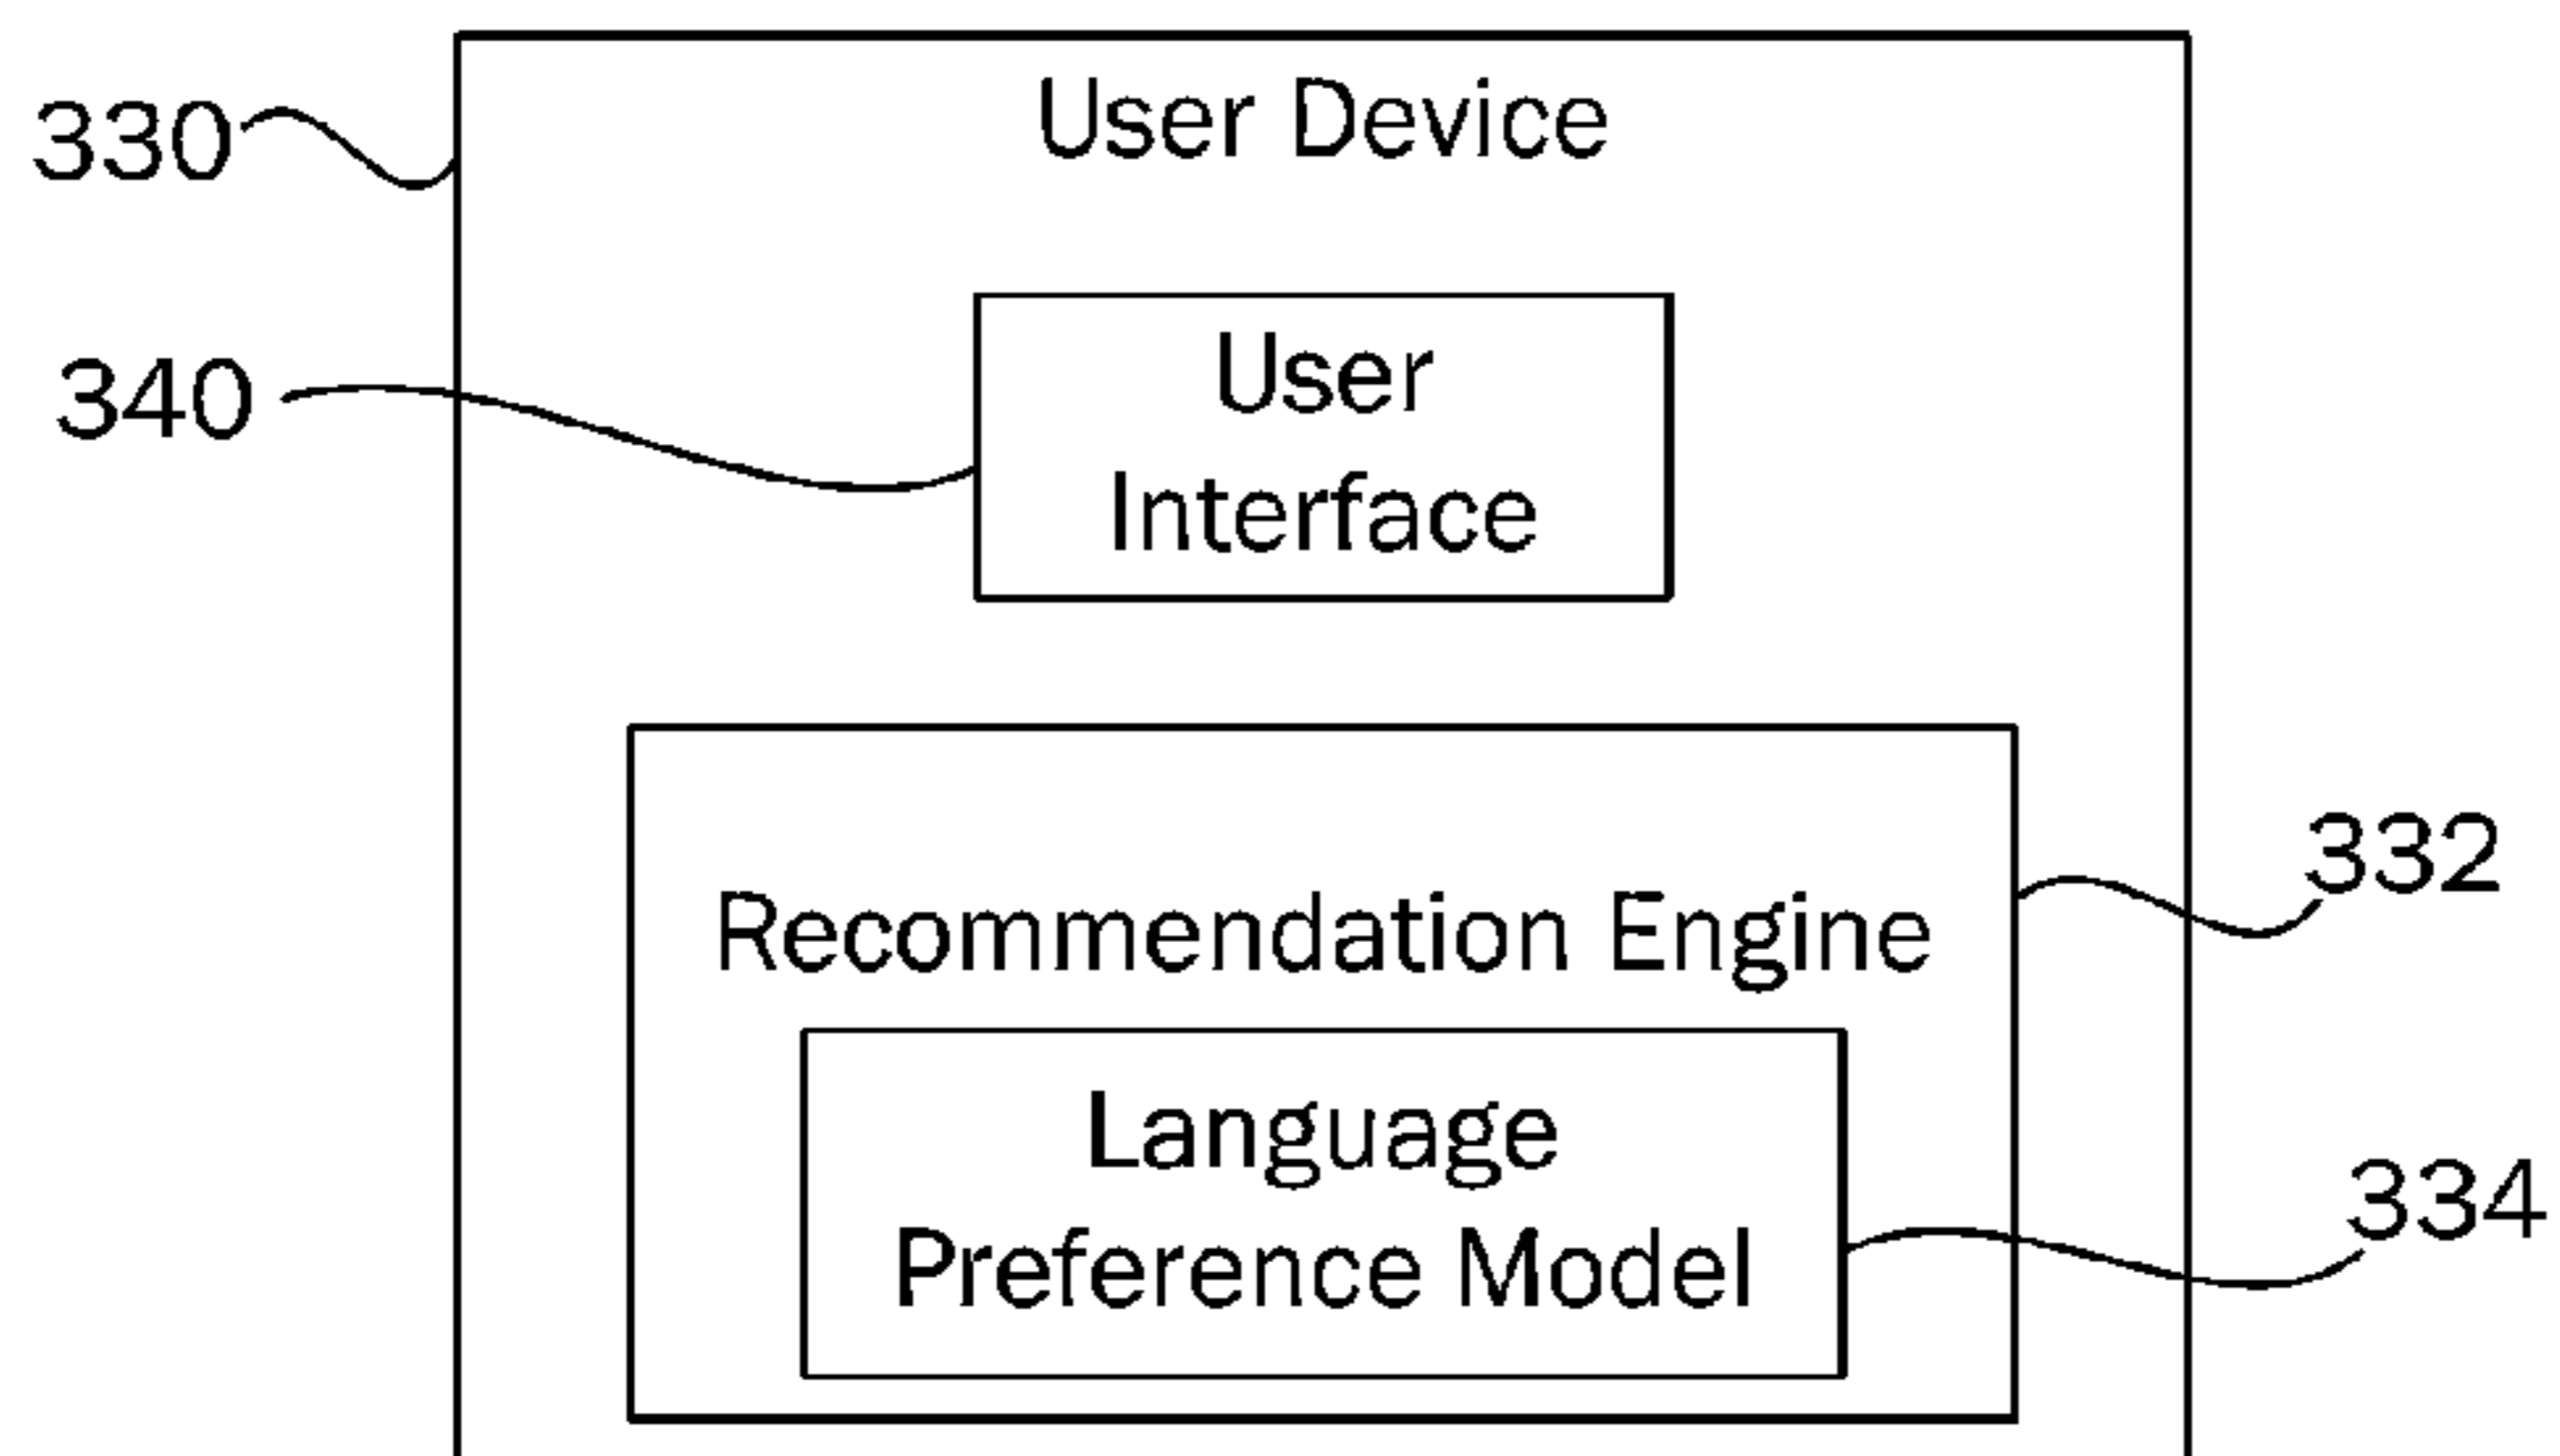 User Device
330
User
340
Interface
332
Recommendation Engine
Language
334
Preference Model